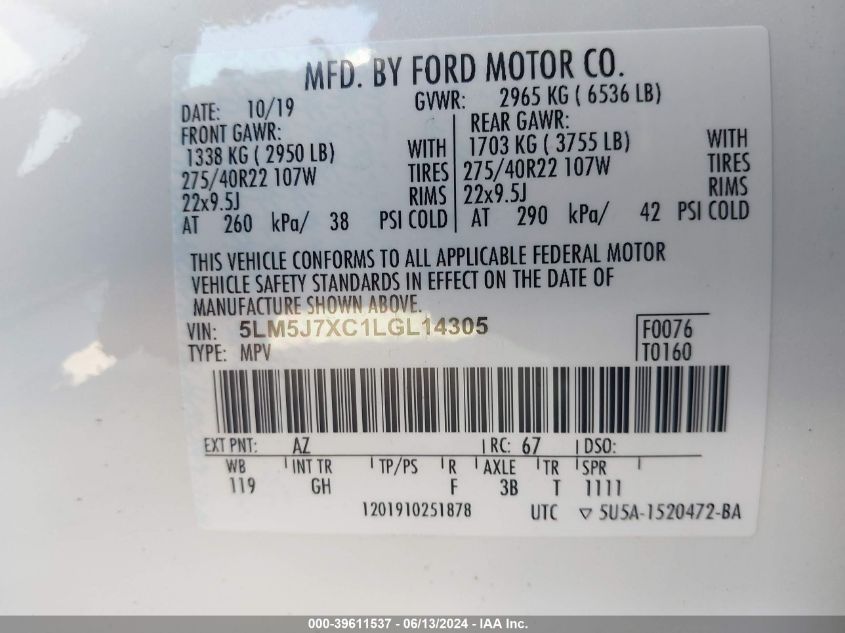 MFD. BY FORD MOTOR CO.
DATE: 10/19 GVWR: 2965 KG ( 6536 LB)
FRONT GAWR: REAR GAWR:
1338 KG ( 2950 LB) WITH 1703 KG ( 3755 LB) WITH
275/40R22 107W TIRES 275/40R22 107W TIRES
22x9.5J RIMS 22x9.5J RIMS
AT 260 kPa/ 38 PSI COLD AT 290 kPa/ 42 PSI COLD
THIS VEHICLE CONFORMS TO ALL APPLICABLE FEDERAL MOTOR
VEHICLE SAFETY STANDARDS IN EFFECT ON THE DATE OF
MANUFACTURE SHOWN ABOVE.
VIN: 5LM5J7XC1LGL14305 F0076
TYPE: MPV T0160
EXT PNT: AZ RC: 67 DSO:
WB INT TR TP/PS R AXLE TR SPR
119 GH F 3B T 1111
1201910251878 UTC ▽ 5U5A-1520472-BA
000-39611537 - 06/13/2024 - IAA Inc.